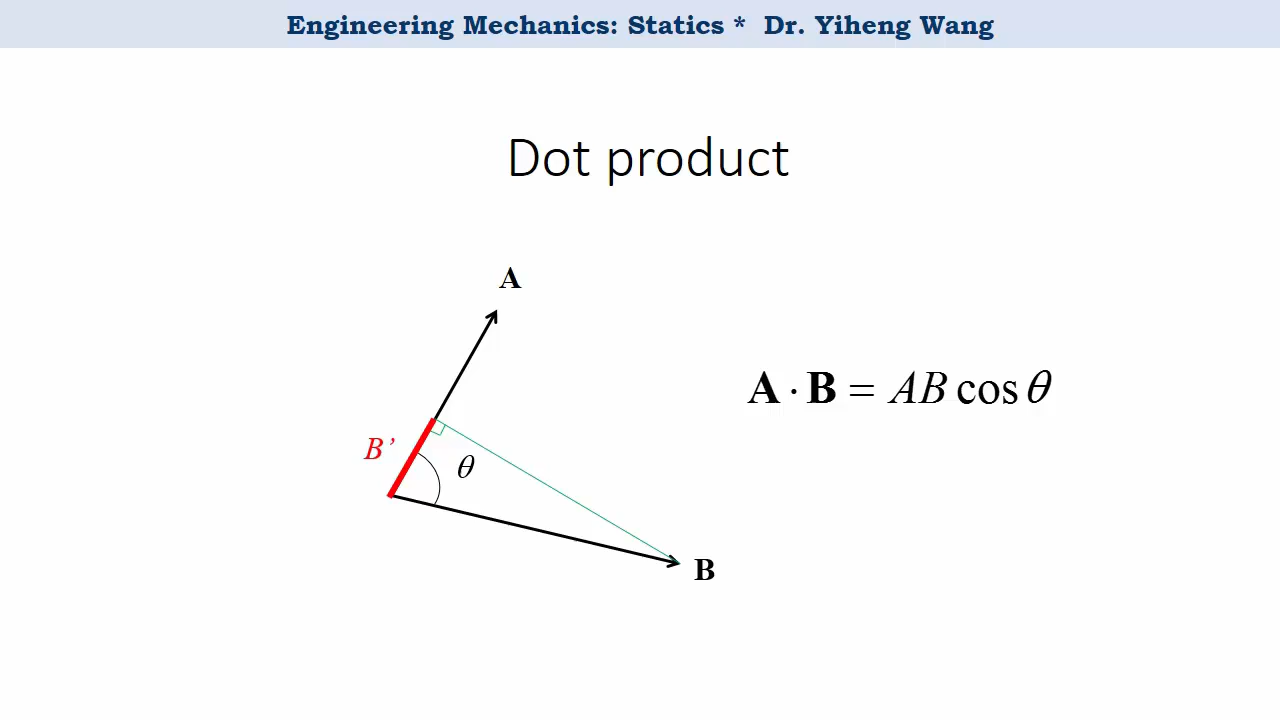 Engineering Mechanics: Statics * Dr. Yiheng Wang
Dot product
A
A · B = AB cos θ
B’
θ
B